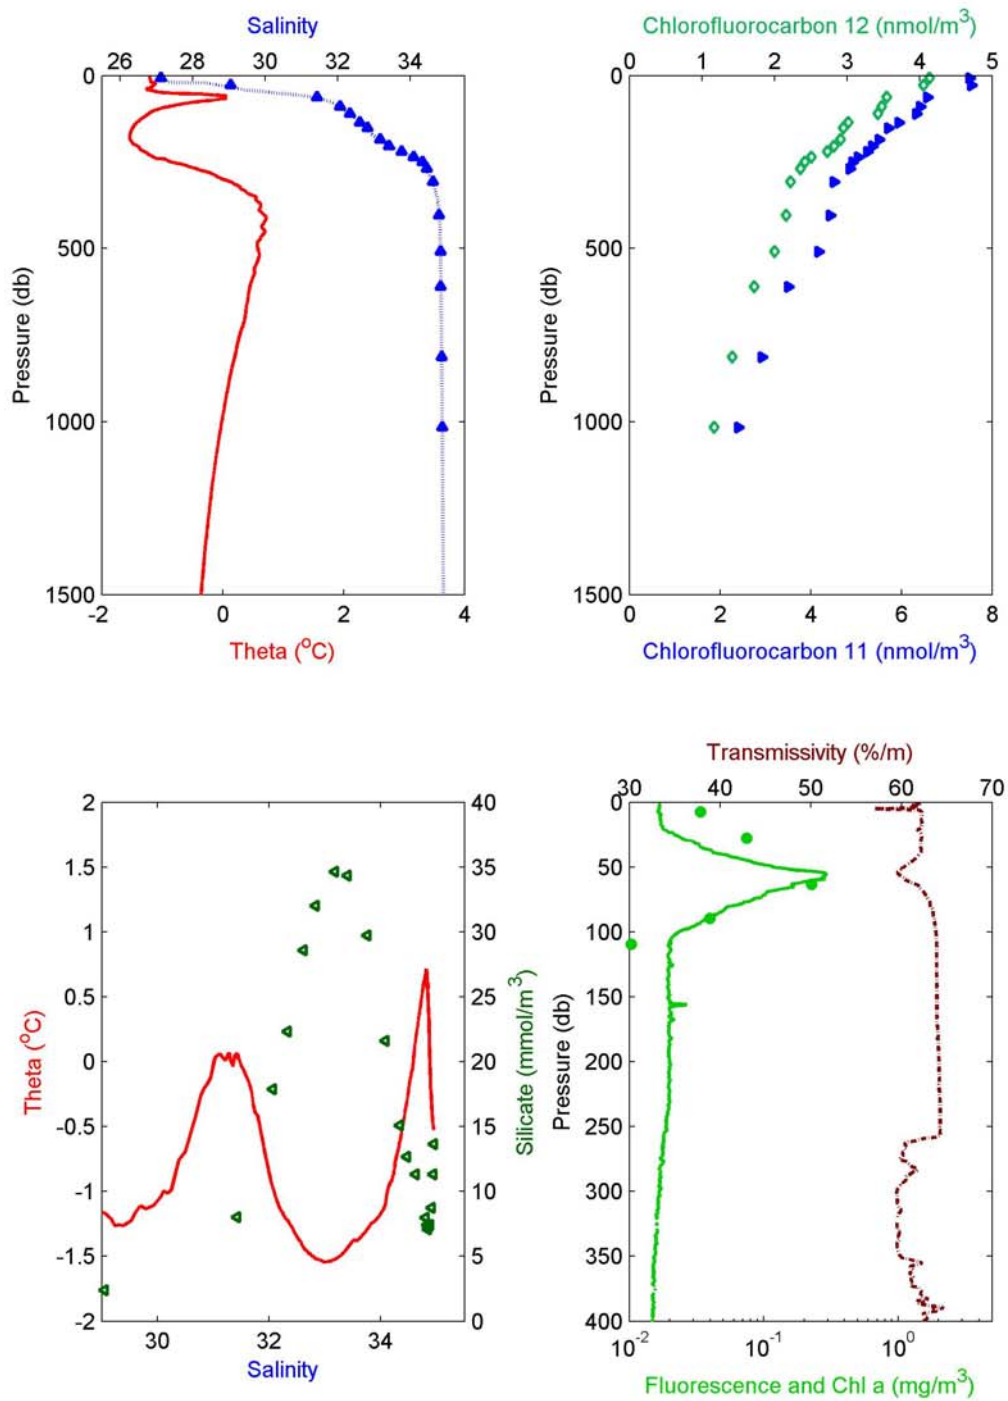 Salinity
26 28 30 32 34
0
500
1000
1500
Pressure (db)
-2 0 2 4
Theta (°C)
Chlorofluorocarbon 12 (nmol/m³)
0 1 2 3 4 5
0
500
1000
1500
Pressure (db)
0 2 4 6 8
Chlorofluorocarbon 11 (nmol/m³)
2
1.5
1
0.5
0
-0.5
-1
-1.5
-2
Theta (°C)
40
35
30
25
20
15
10
5
0
Silicate (mmol/m³)
30 32 34
Salinity
Transmissivity (%/m)
30 40 50 60 70
0
50
100
150
200
250
300
350
400
Pressure (db)
10⁻² 10⁻¹ 10⁰
Fluorescence and Chl a (mg/m³)